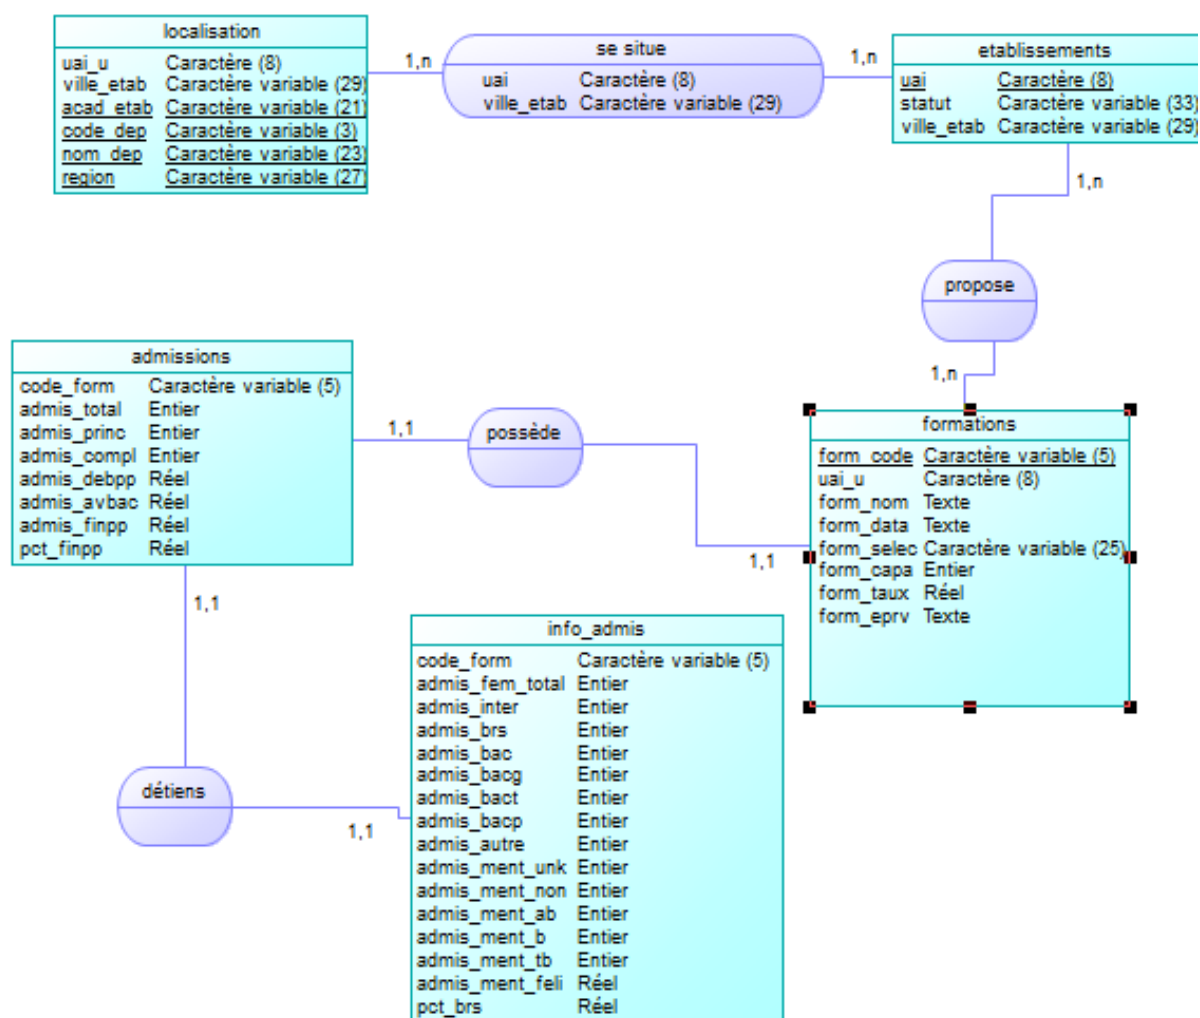 localisation
uai_u Caractère (8)
ville_etab Caractère variable (29)
acad_etab Caractère variable (21)
code_dep Caractère variable (3)
nom_dep Caractère variable (23)
region Caractère variable (27)
1,n
se situe
uai Caractère (8)
ville_etab Caractère variable (29)
1,n
etablissements
uai Caractère (8)
statut Caractère variable (33)
ville_etab Caractère variable (29)
1,n
propose
1,n
admissions
code_form Caractère variable (5)
admis_total Entier
admis_princ Entier
admis_compl Entier
admis_debpp Réel
admis_avbac Réel
admis_finpp Réel
pct_finpp Réel
1,1
possède
1,1
formations
form_code Caractère variable (5)
uai_u Caractère (8)
form_nom Texte
form_data Texte
form_selec Caractère variable (25)
form_capa Entier
form_taux Réel
form_eprv Texte
1,1
détiens
1,1
info_admis
code_form Caractère variable (5)
admis_fem_total Entier
admis_inter Entier
admis_brs Entier
admis_bac Entier
admis_bacg Entier
admis_bact Entier
admis_bacp Entier
admis_autre Entier
admis_ment_unk Entier
admis_ment_non Entier
admis_ment_ab Entier
admis_ment_b Entier
admis_ment_tb Entier
admis_ment_feli Réel
pct_brs Réel